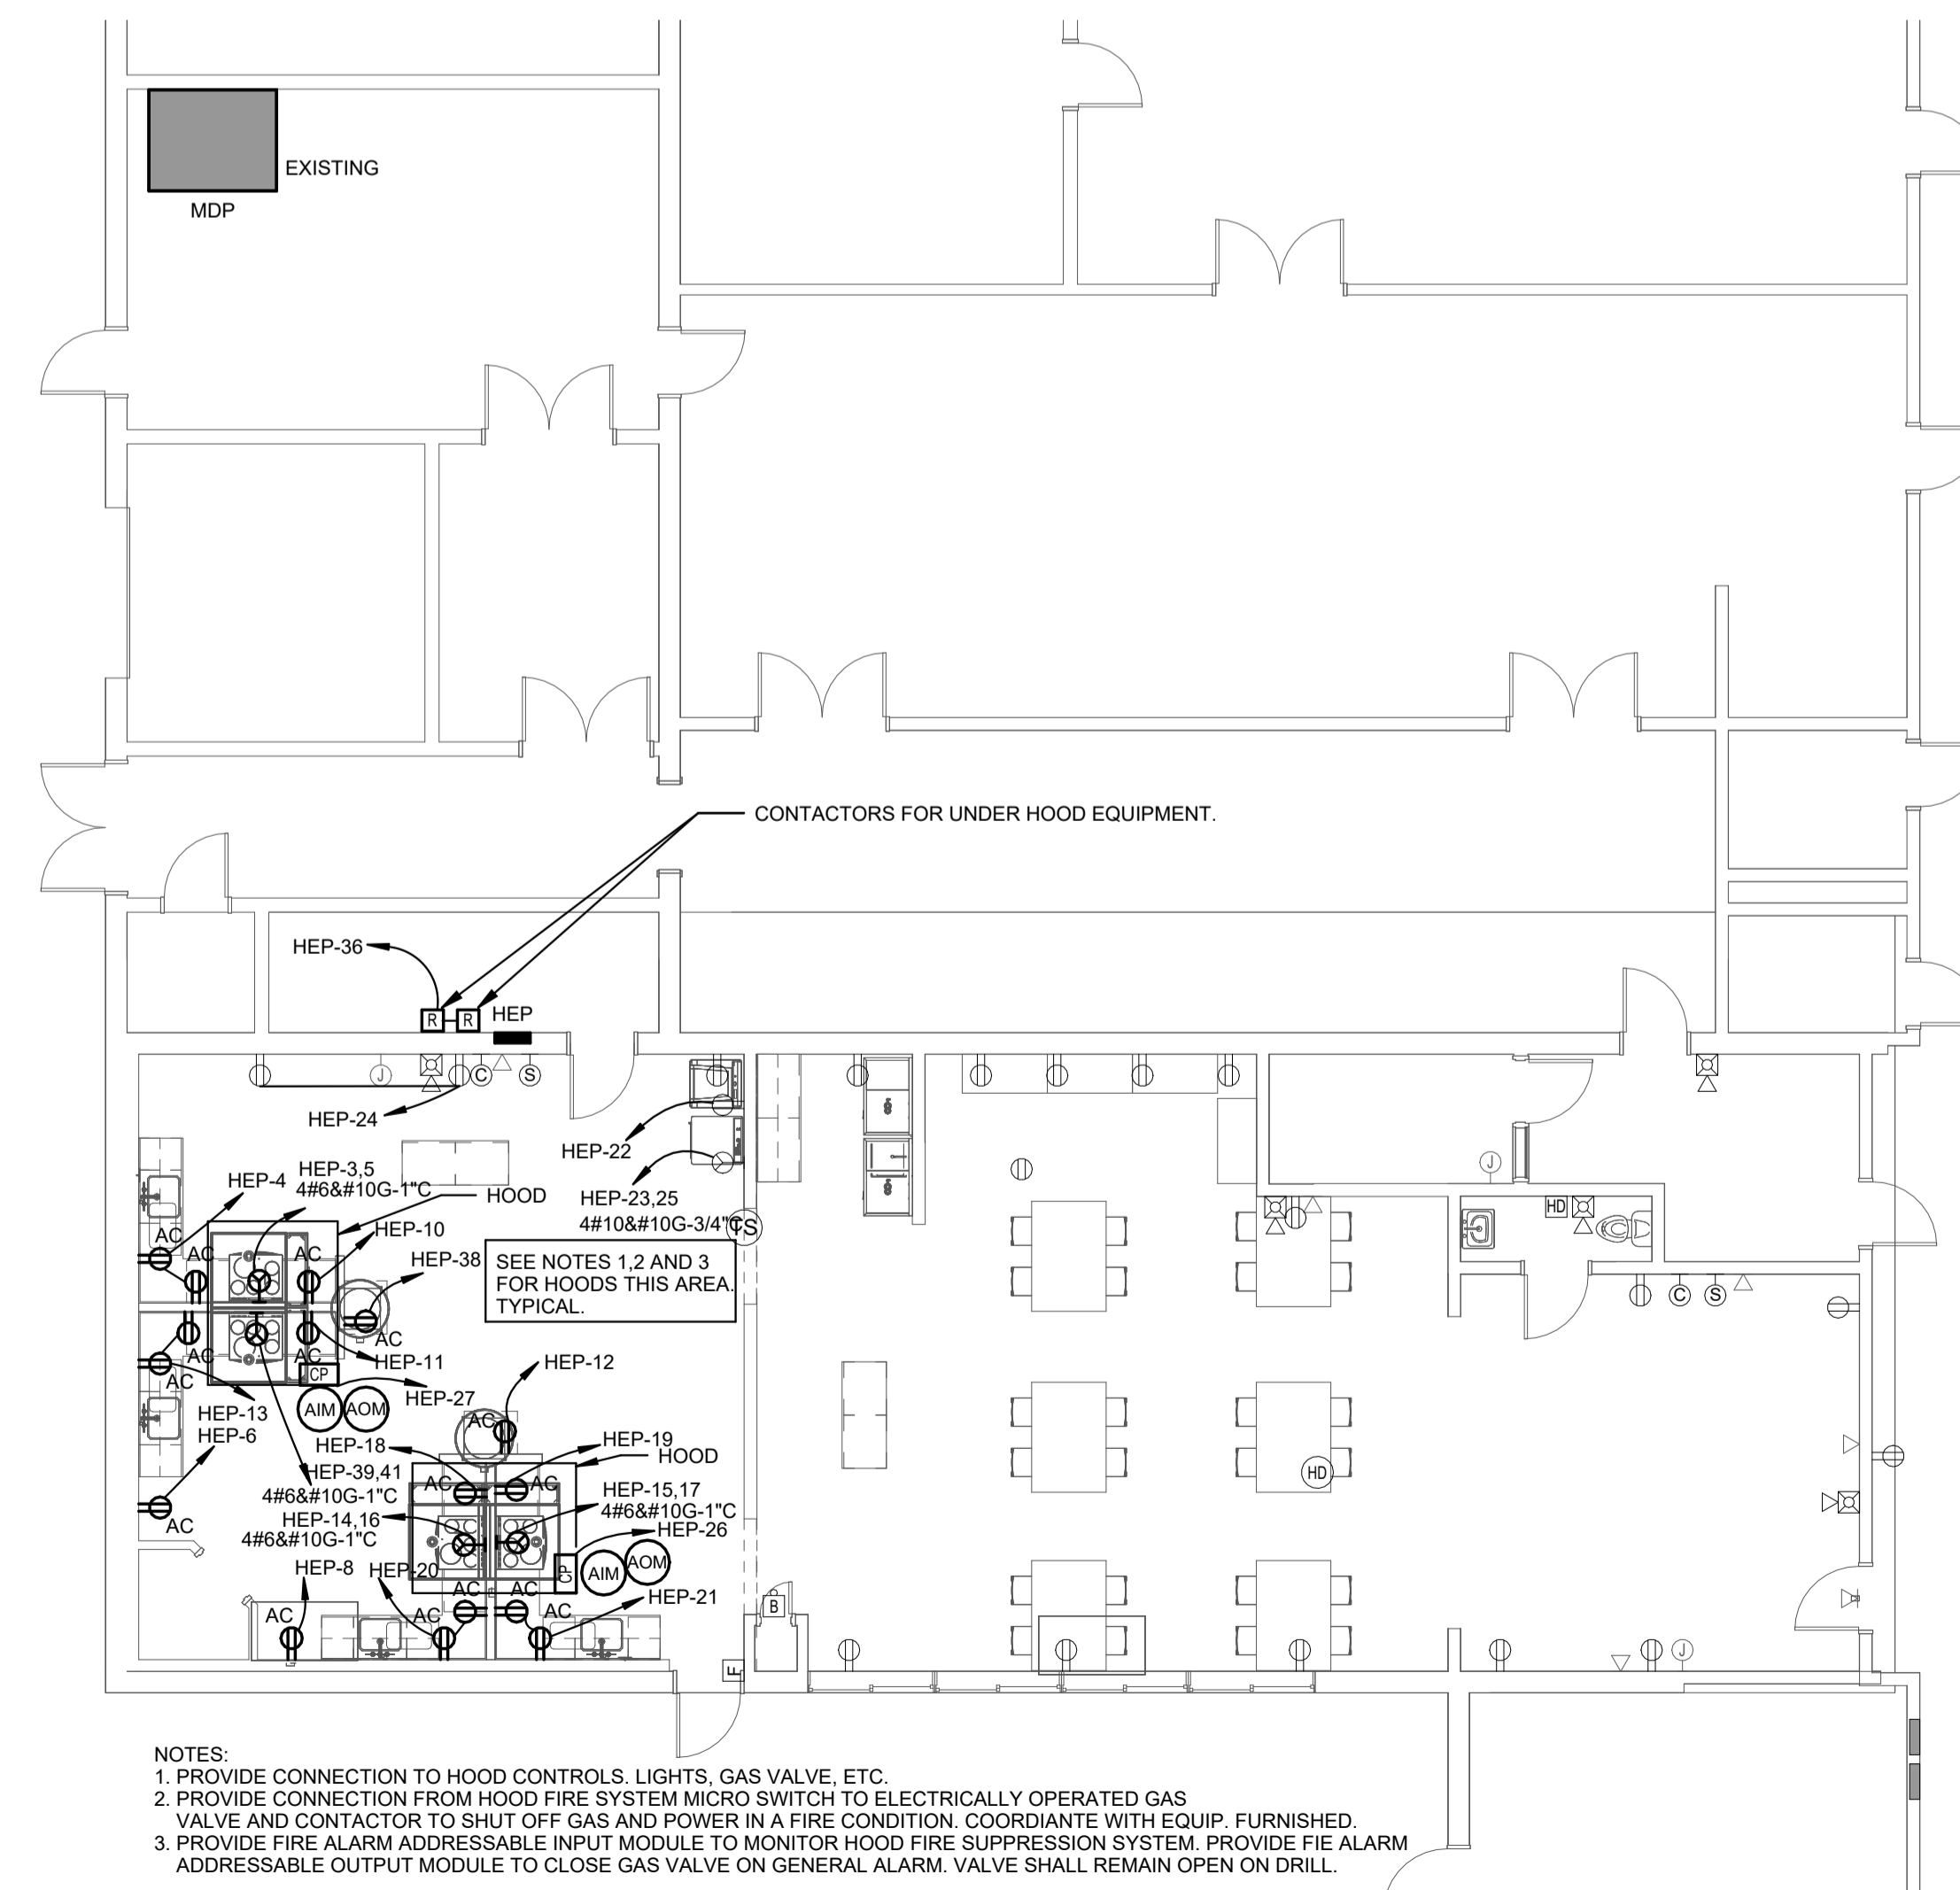 EXISTING
MDP
CONTACTORS FOR UNDER HOOD EQUIPMENT.
HEP-36
R
R
HEP
J
C
S
HEP-24
HEP-22
HEP-4
HEP-3,5
4#6&#10G-1"C
HOOD
HEP-23,25
4#10&#10G-3/4"C
TS
J
HD
AC
AC
AC
HEP-10
HEP-38
SEE NOTES 1,2 AND 3
FOR HOODS THIS AREA.
TYPICAL.
C
S
AC
AC
AC
AC
CP
HEP-11
HEP-12
HEP-27
AIM
AOM
HEP-13
HEP-6
AC
HEP-18
HEP-19
HOOD
HEP-39,41
4#6&#10G-1"C
AC
AC
HEP-15,17
4#6&#10G-1"C
HD
AC
HEP-14,16
4#6&#10G-1"C
HEP-26
CP
AIM
AOM
HEP-8
HEP-20
AC
AC
HEP-21
AC
AC
AC
B
J
F
NOTES:
1. PROVIDE CONNECTION TO HOOD CONTROLS. LIGHTS, GAS VALVE, ETC.
2. PROVIDE CONNECTION FROM HOOD FIRE SYSTEM MICRO SWITCH TO ELECTRICALLY OPERATED GAS
VALVE AND CONTACTOR TO SHUT OFF GAS AND POWER IN A FIRE CONDITION. COORDIANTE WITH EQUIP. FURNISHED.
3. PROVIDE FIRE ALARM ADDRESSABLE INPUT MODULE TO MONITOR HOOD FIRE SUPPRESSION SYSTEM. PROVIDE FIE ALARM
ADDRESSABLE OUTPUT MODULE TO CLOSE GAS VALVE ON GENERAL ALARM. VALVE SHALL REMAIN OPEN ON DRILL.